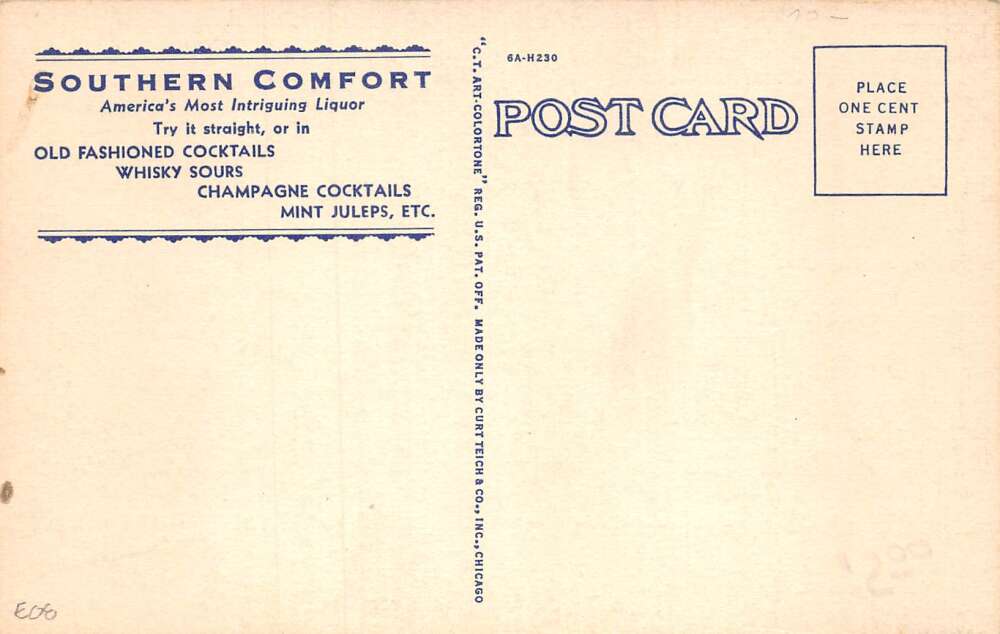 SOUTHERN COMFORT
America's Most Intriguing Liquor
Try it straight, or in
OLD FASHIONED COCKTAILS
WHISKY SOURS
CHAMPAGNE COCKTAILS
MINT JULEPS, ETC.
"C.T. ART-COLORTONE" REG. U.S. PAT. OFF. MADE ONLY BY CURT TEICH & CO., INC., CHICAGO
6A-H230
POST CARD
PLACE
ONE CENT
STAMP
HERE